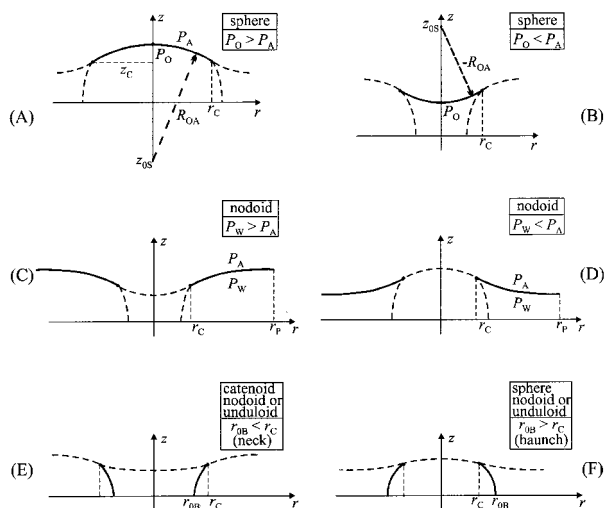 sphere
P_O > P_A
z
P_A
P_O
z_C
R_OA
r_C
r
z_0S
(A)
sphere
P_O < P_A
z
z_0S
-R_OA
P_O
r_C
r
(B)
nodoid
P_W > P_A
z
P_A
P_W
r_C
r_P
r
(C)
nodoid
P_W < P_A
z
P_A
P_W
r_C
r_P
r
(D)
catenoid
nodoid or
unduloid
r_0B < r_C
(neck)
z
r_0B
r_C
r
(E)
sphere
nodoid or
unduloid
r_0B > r_C
(haunch)
z
r_C
r_0B
r
(F)